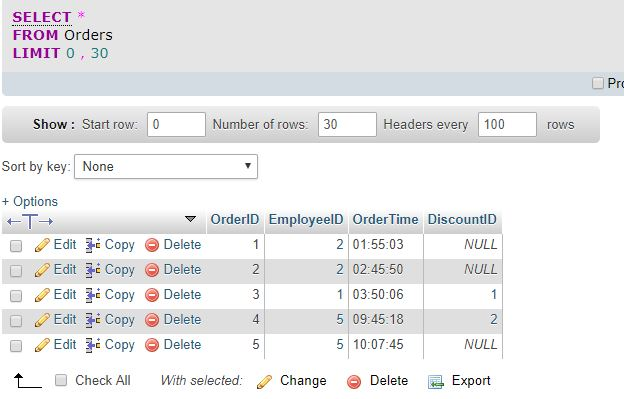 SELECT *
FROM Orders
LIMIT 0 , 30
Pro
Show : Start row: 0 Number of rows: 30 Headers every 100 rows
Sort by key: None
+ Options
←T→ OrderID EmployeeID OrderTime DiscountID
Edit Copy Delete 1 2 01:55:03 NULL
Edit Copy Delete 2 2 02:45:50 NULL
Edit Copy Delete 3 1 03:50:06 1
Edit Copy Delete 4 5 09:45:18 2
Edit Copy Delete 5 5 10:07:45 NULL
Check All With selected: Change Delete Export